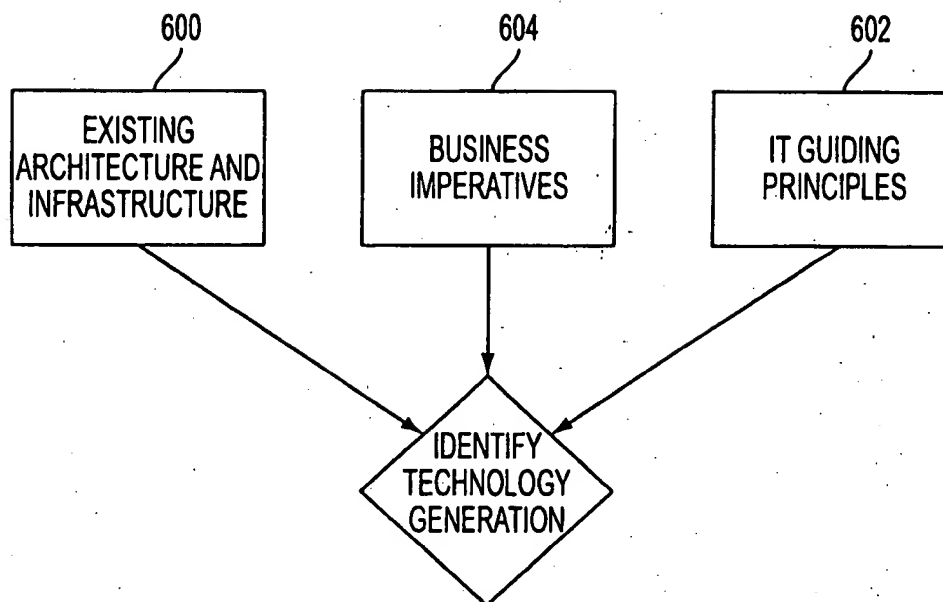 600
604
602
EXISTING
ARCHITECTURE AND
INFRASTRUCTURE
BUSINESS
IMPERATIVES
IT GUIDING
PRINCIPLES
IDENTIFY
TECHNOLOGY
GENERATION